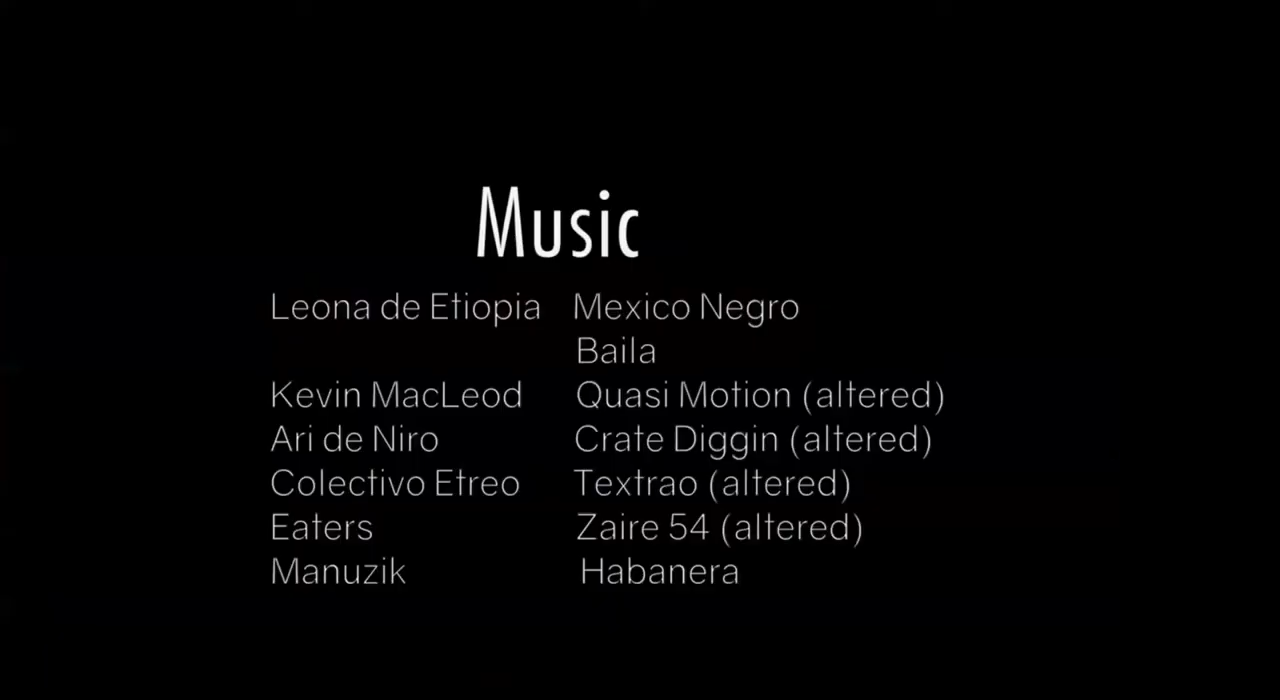 Music
Leona de Etiopia Mexico Negro
Baila
Kevin MacLeod Quasi Motion (altered)
Ari de Niro Crate Diggin (altered)
Colectivo Etreo Textrao (altered)
Eaters Zaire 54 (altered)
Manuzik Habanera